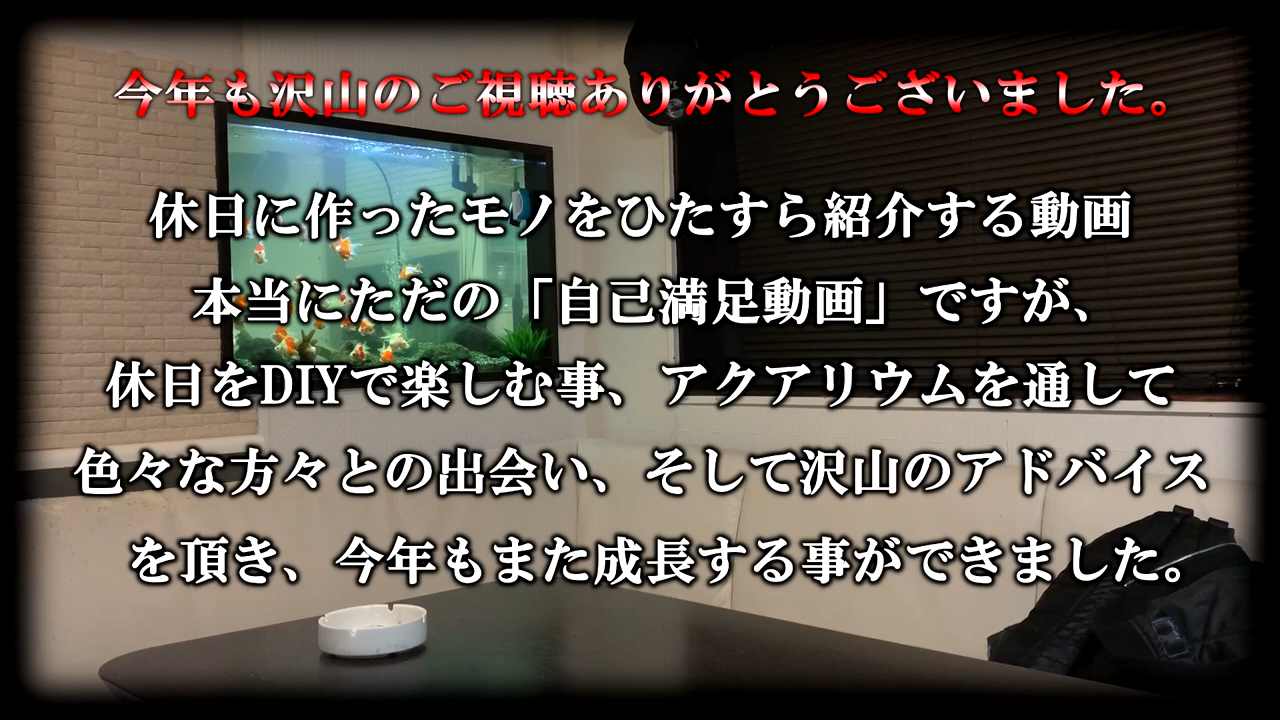 今年も沢山のご視聴ありがとうございました。
休日に作ったモノをひたすら紹介する動画
本当にただの「自己満足動画」ですが、
休日をDIYで楽しむ事、アクアリウムを通して
色々な方々との出会い、そして沢山のアドバイス
を頂き、今年もまた成長する事ができました。